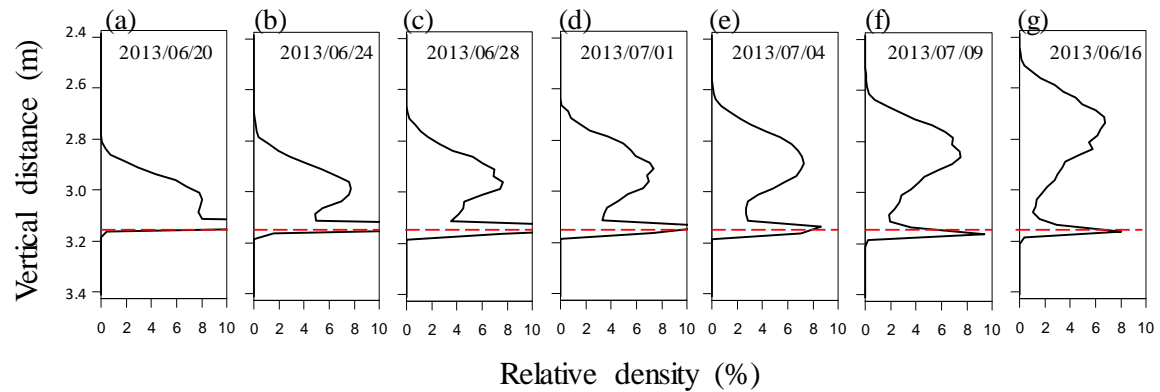 (a) (b) (c) (d) (e) (f) (g)
2013/06/20 2013/06/24 2013/06/28 2013/07/01 2013/07/04 2013/07/09 2013/06/16
Vertical distance (m)
2.4
2.6
2.8
3.0
3.2
3.4
0 2 4 6 8 10 0 2 4 6 8 10 0 2 4 6 8 10 0 2 4 6 8 10 0 2 4 6 8 10 0 2 4 6 8 10 0 2 4 6 8 10
Relative density (%)